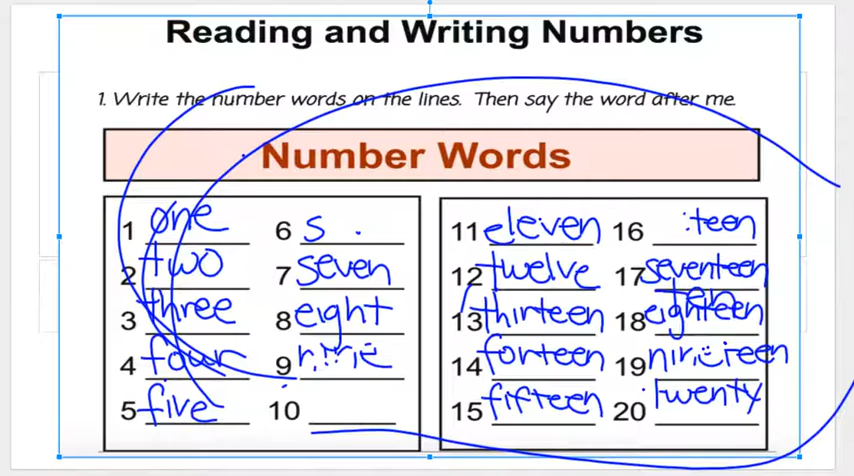 Reading and Writing Numbers
1. Write the number words on the lines. Then say the word after me.
Number Words
1 one
2 two
3 three
4 four
5 five
6 s
7 seven
8 eight
9 nine
10
11 eleven
12 twelve
13 thirteen
14 forteen
15 fifteen
16 teen
17 seventeen
ten
18 eighteen
19 nineteen
20 twenty